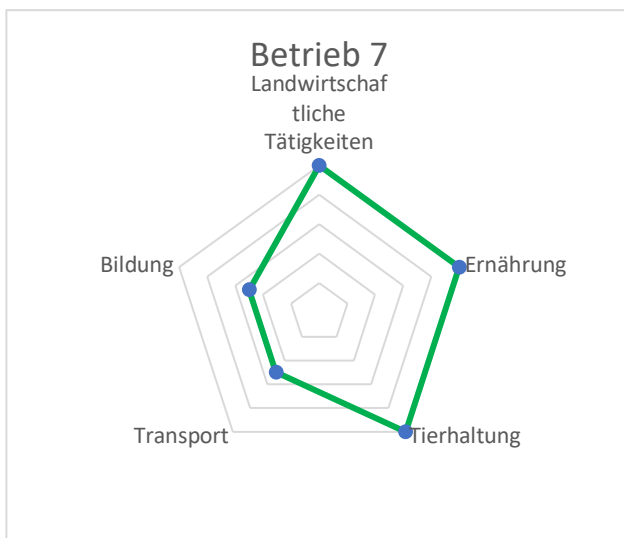 Betrieb 7
Landwirtschaf
tliche
Tätigkeiten
Bildung
Ernährung
Transport
Tierhaltung